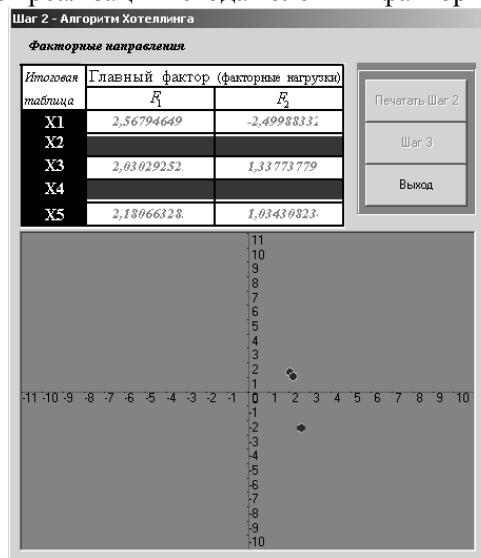 Шаг 2 - Алгоритм Хотеллинга
Факторные направления
Итоговая таблица
Главный фактор (факторные нагрузки)
F1 F2
X1 2,56794649 -2,49988332
X2
X3 2,03029252 1,33773779
X4
X5 2,18066328 1,03430823
Печатать Шаг 2
Шаг 3
Выход
11
10
9
8
7
6
5
4
3
2
1
-11 -10 -9 -8 -7 -6 -5 -4 -3 -2 -1 0 1 2 3 4 5 6 7 8 9 10
-1
-2
-3
-4
-5
-6
-7
-8
-9
-10